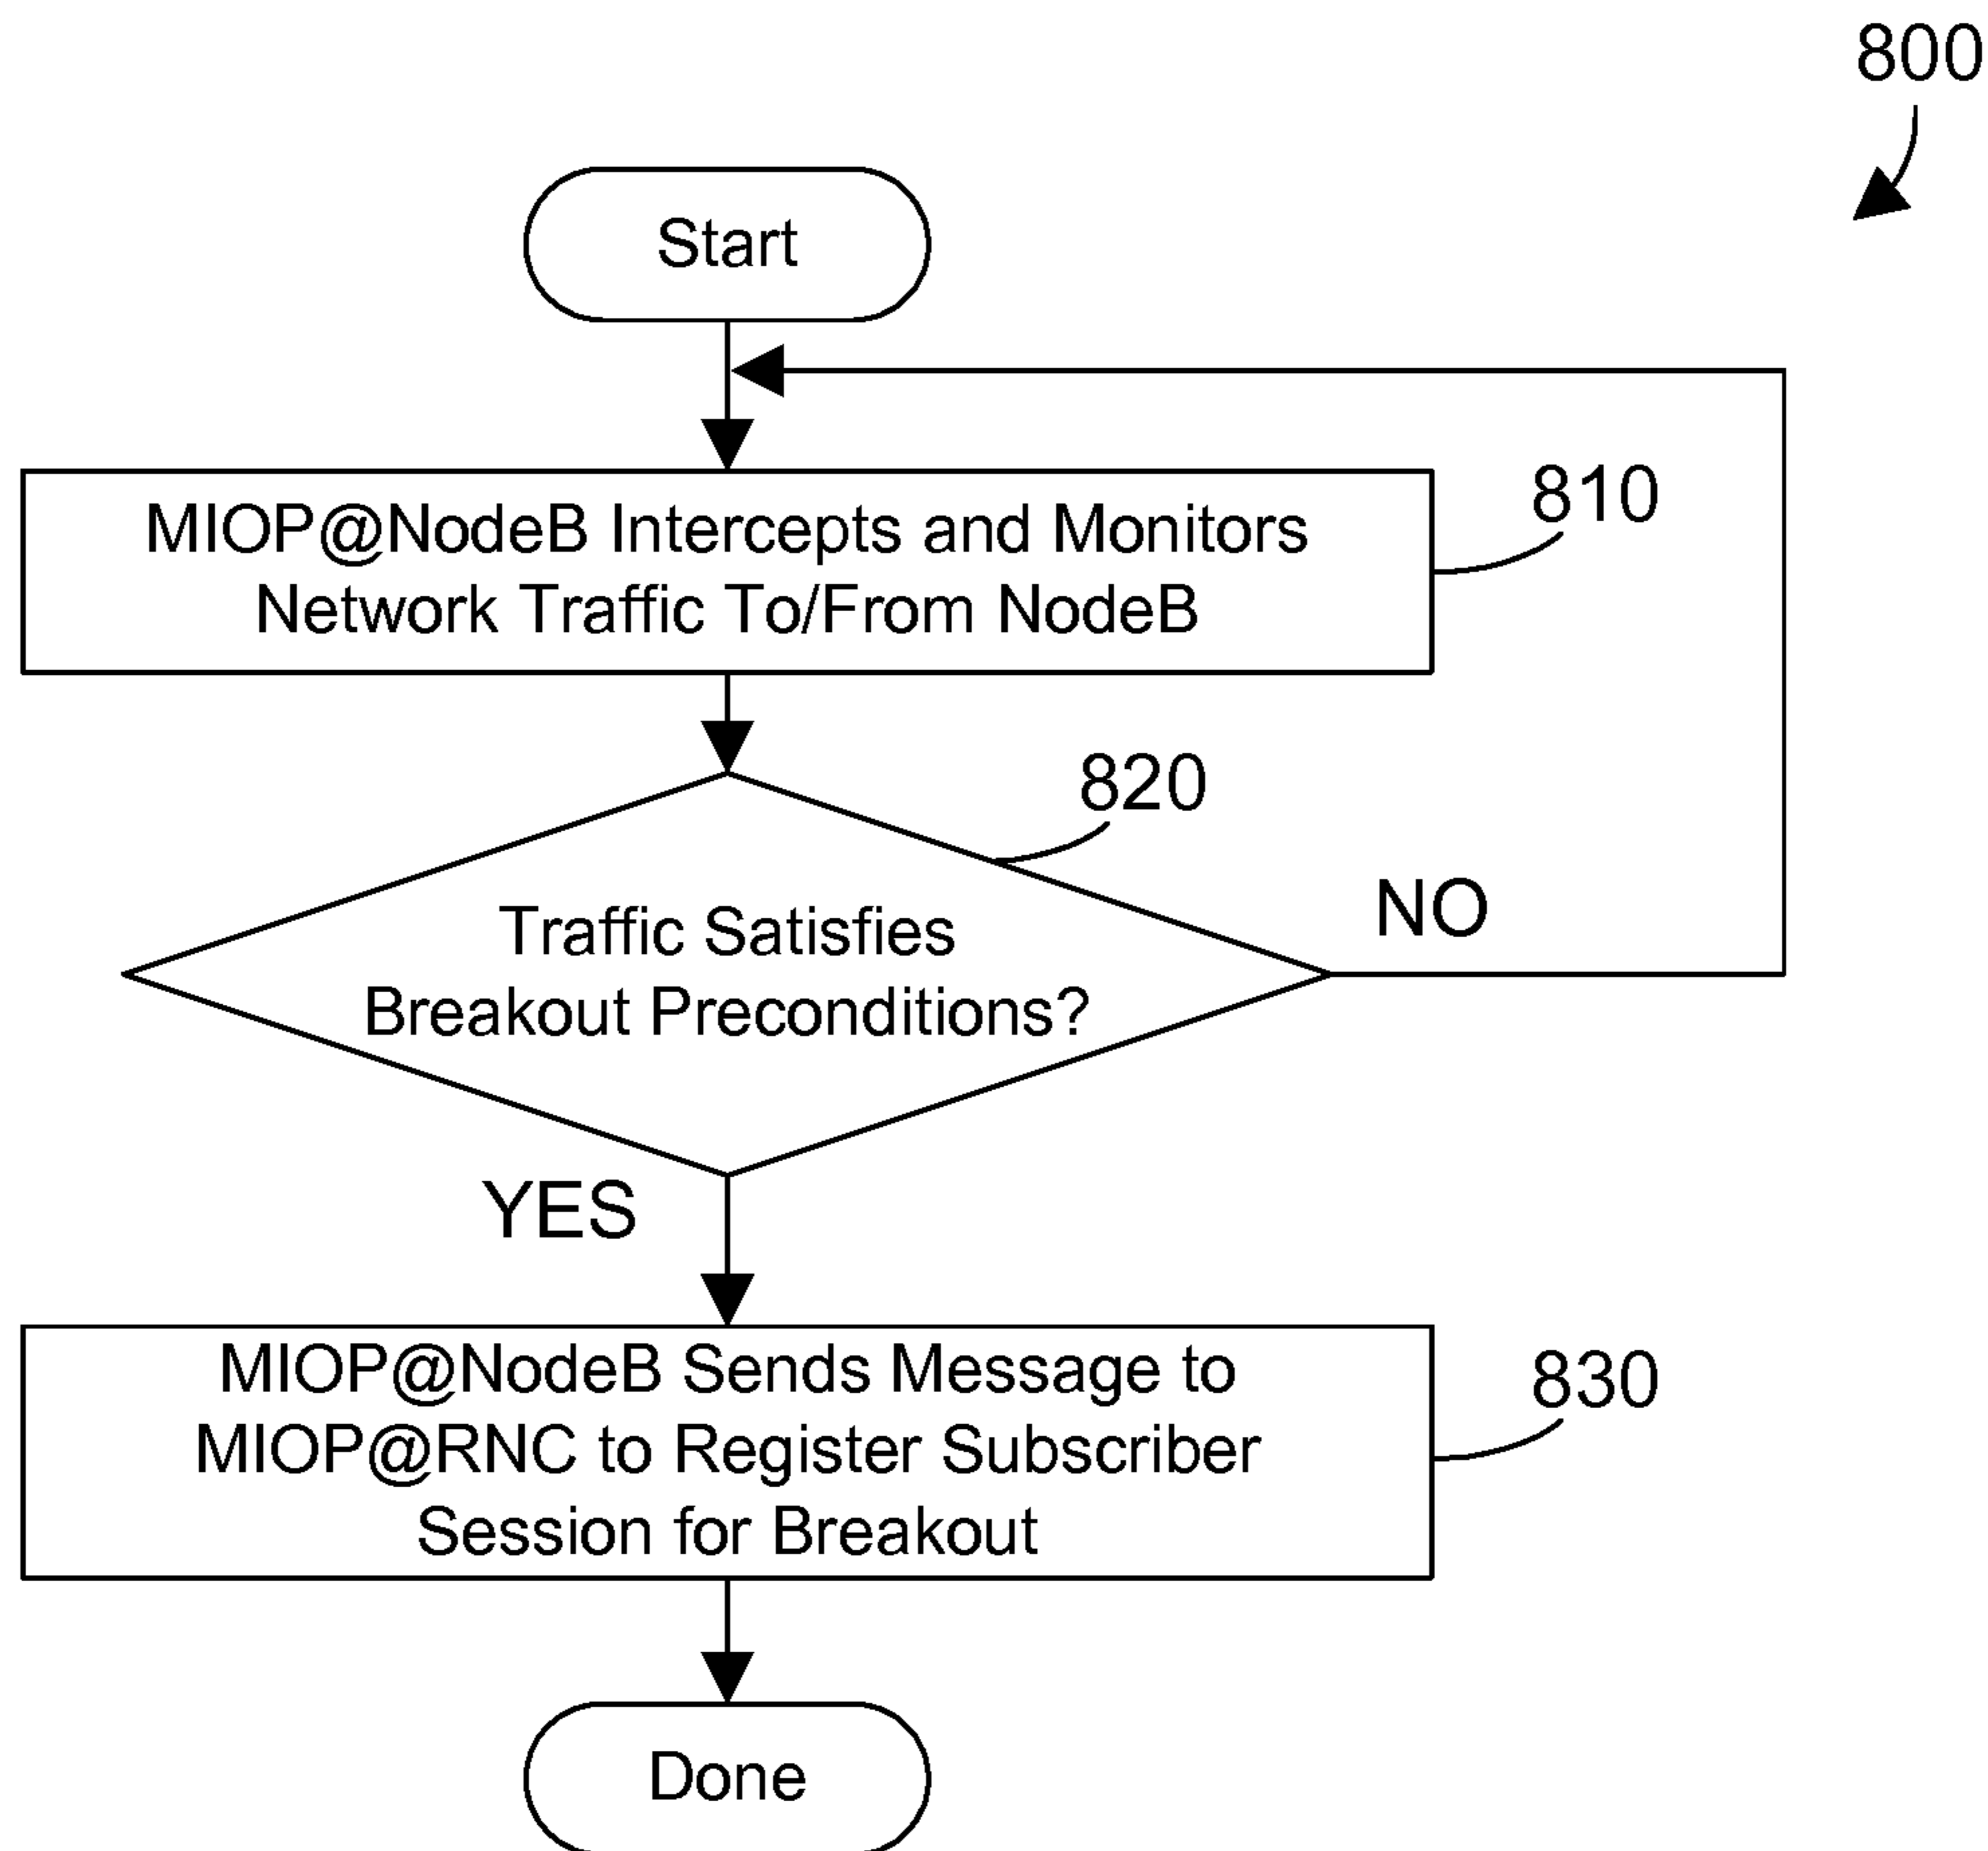 800
Start
MIOP@NodeB Intercepts and Monitors
Network Traffic To/From NodeB
810
820
Traffic Satisfies
Breakout Preconditions?
NO
YES
MIOP@NodeB Sends Message to
MIOP@RNC to Register Subscriber
Session for Breakout
830
Done